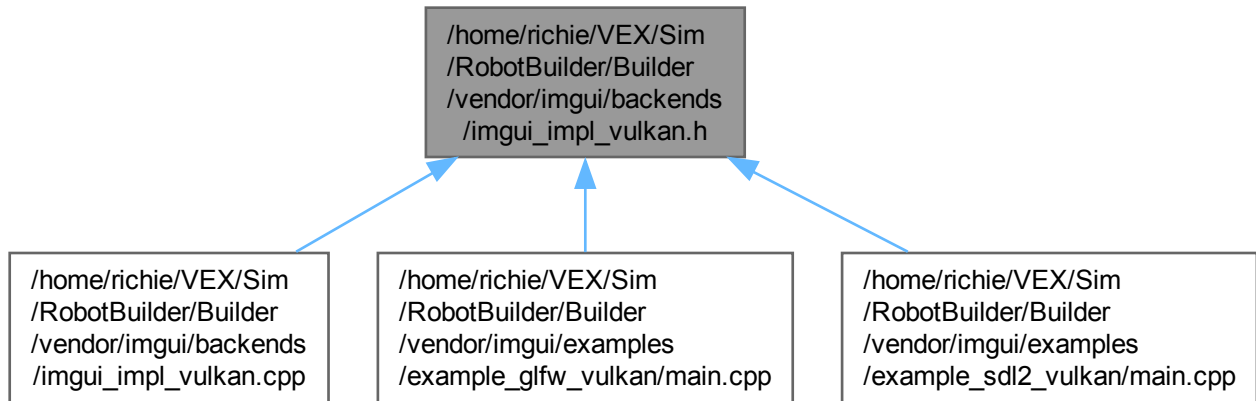 /home/richie/VEX/Sim
/RobotBuilder/Builder
/vendor/imgui/backends
/imgui_impl_vulkan.h
/home/richie/VEX/Sim
/RobotBuilder/Builder
/vendor/imgui/backends
/imgui_impl_vulkan.cpp
/home/richie/VEX/Sim
/RobotBuilder/Builder
/vendor/imgui/examples
/example_glfw_vulkan/main.cpp
/home/richie/VEX/Sim
/RobotBuilder/Builder
/vendor/imgui/examples
/example_sdl2_vulkan/main.cpp